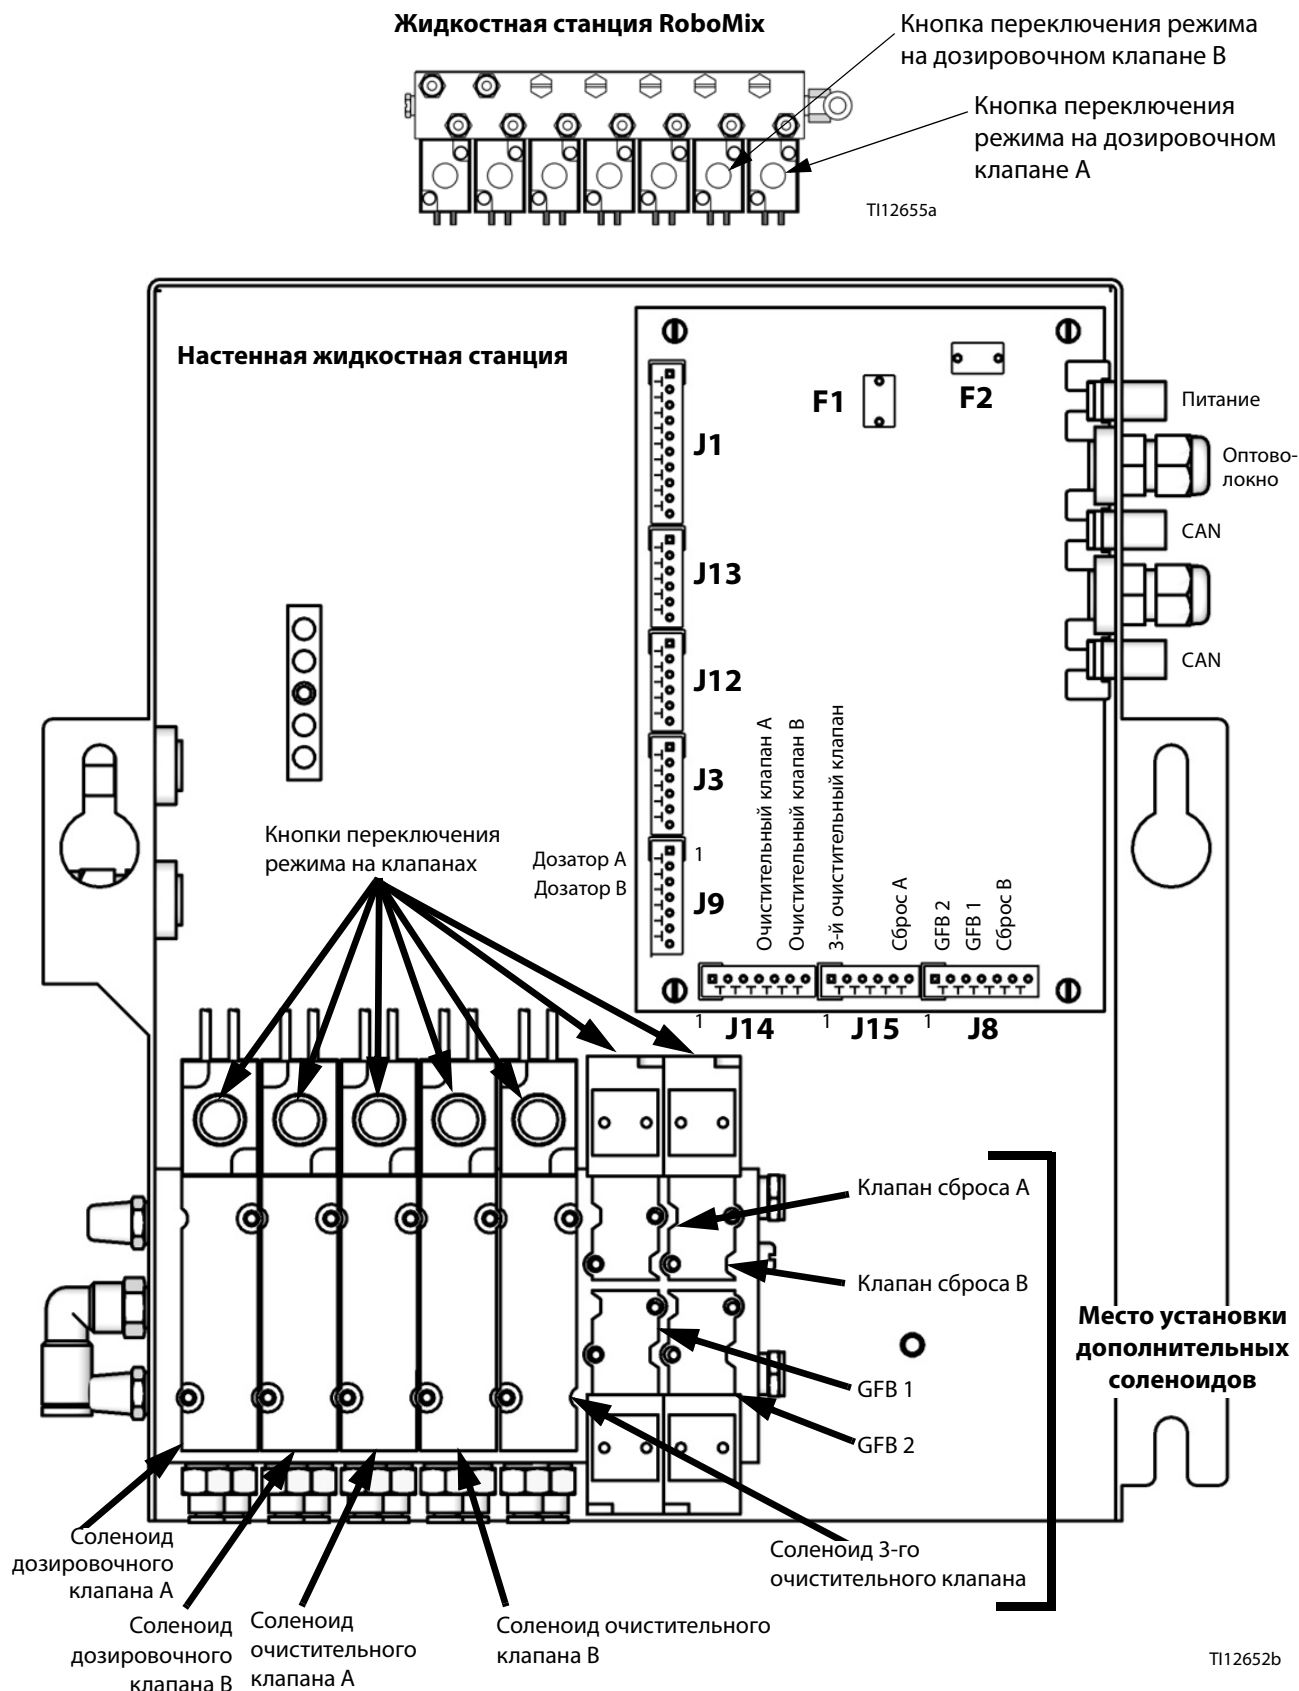 Жидкостная станция RoboMix
Кнопка переключения режима
на дозировочном клапане B
Кнопка переключения
режима на дозировочном
клапане A
TI12655a
Настенная жидкостная станция
F1
F2
Питание
Оптово-
локно
CAN
CAN
J1
J13
J12
J3
J9
1
Дозатор A
Дозатор B
Кнопки переключения
режима на клапанах
Очистительный клапан A
Очистительный клапан B
3-й очистительный клапан
Сброс A
GFB 2
GFB 1
Сброс B
1
J14
1
J15
1
J8
Клапан сброса A
Клапан сброса B
GFB 1
GFB 2
Место установки
дополнительных
соленоидов
Соленоид
дозировочного
клапана A
Соленоид
дозировочного
клапана B
Соленоид
очистительного
клапана A
Соленоид очистительного
клапана B
Соленоид 3-го
очистительного клапана
TI12652b